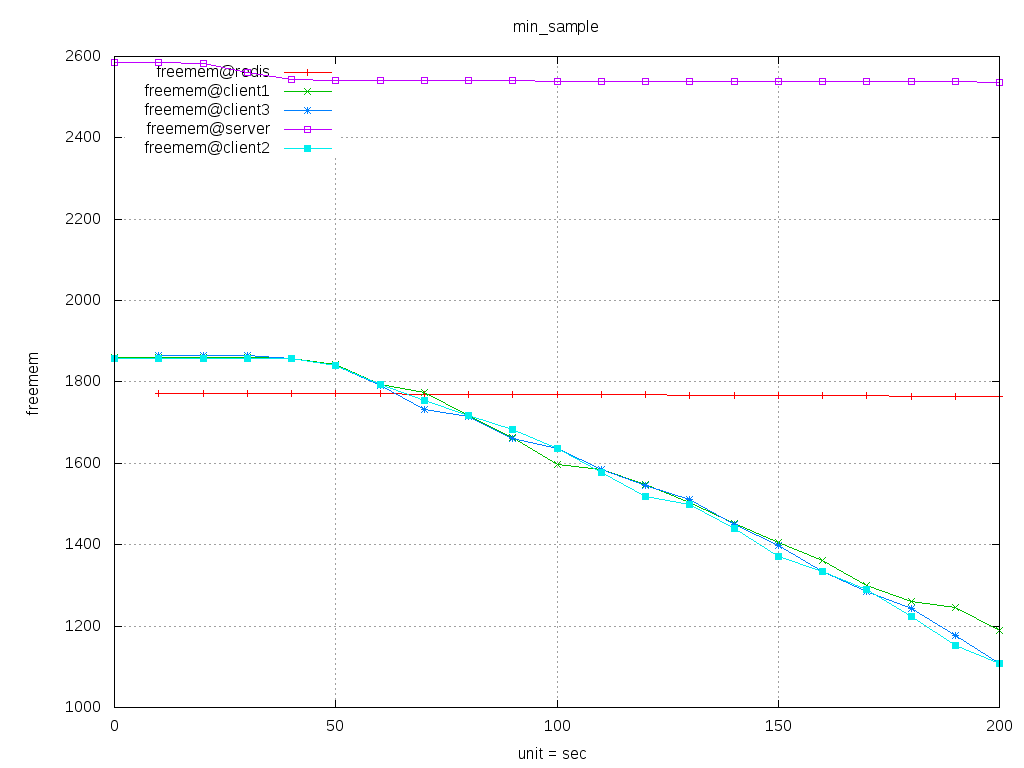 min_sample
2600
2400
2200
2000
1800
1600
1400
1200
1000
freemem
freemem@redis
freemem@client1
freemem@client3
freemem@server
freemem@client2
0 50 100 150 200
unit = sec